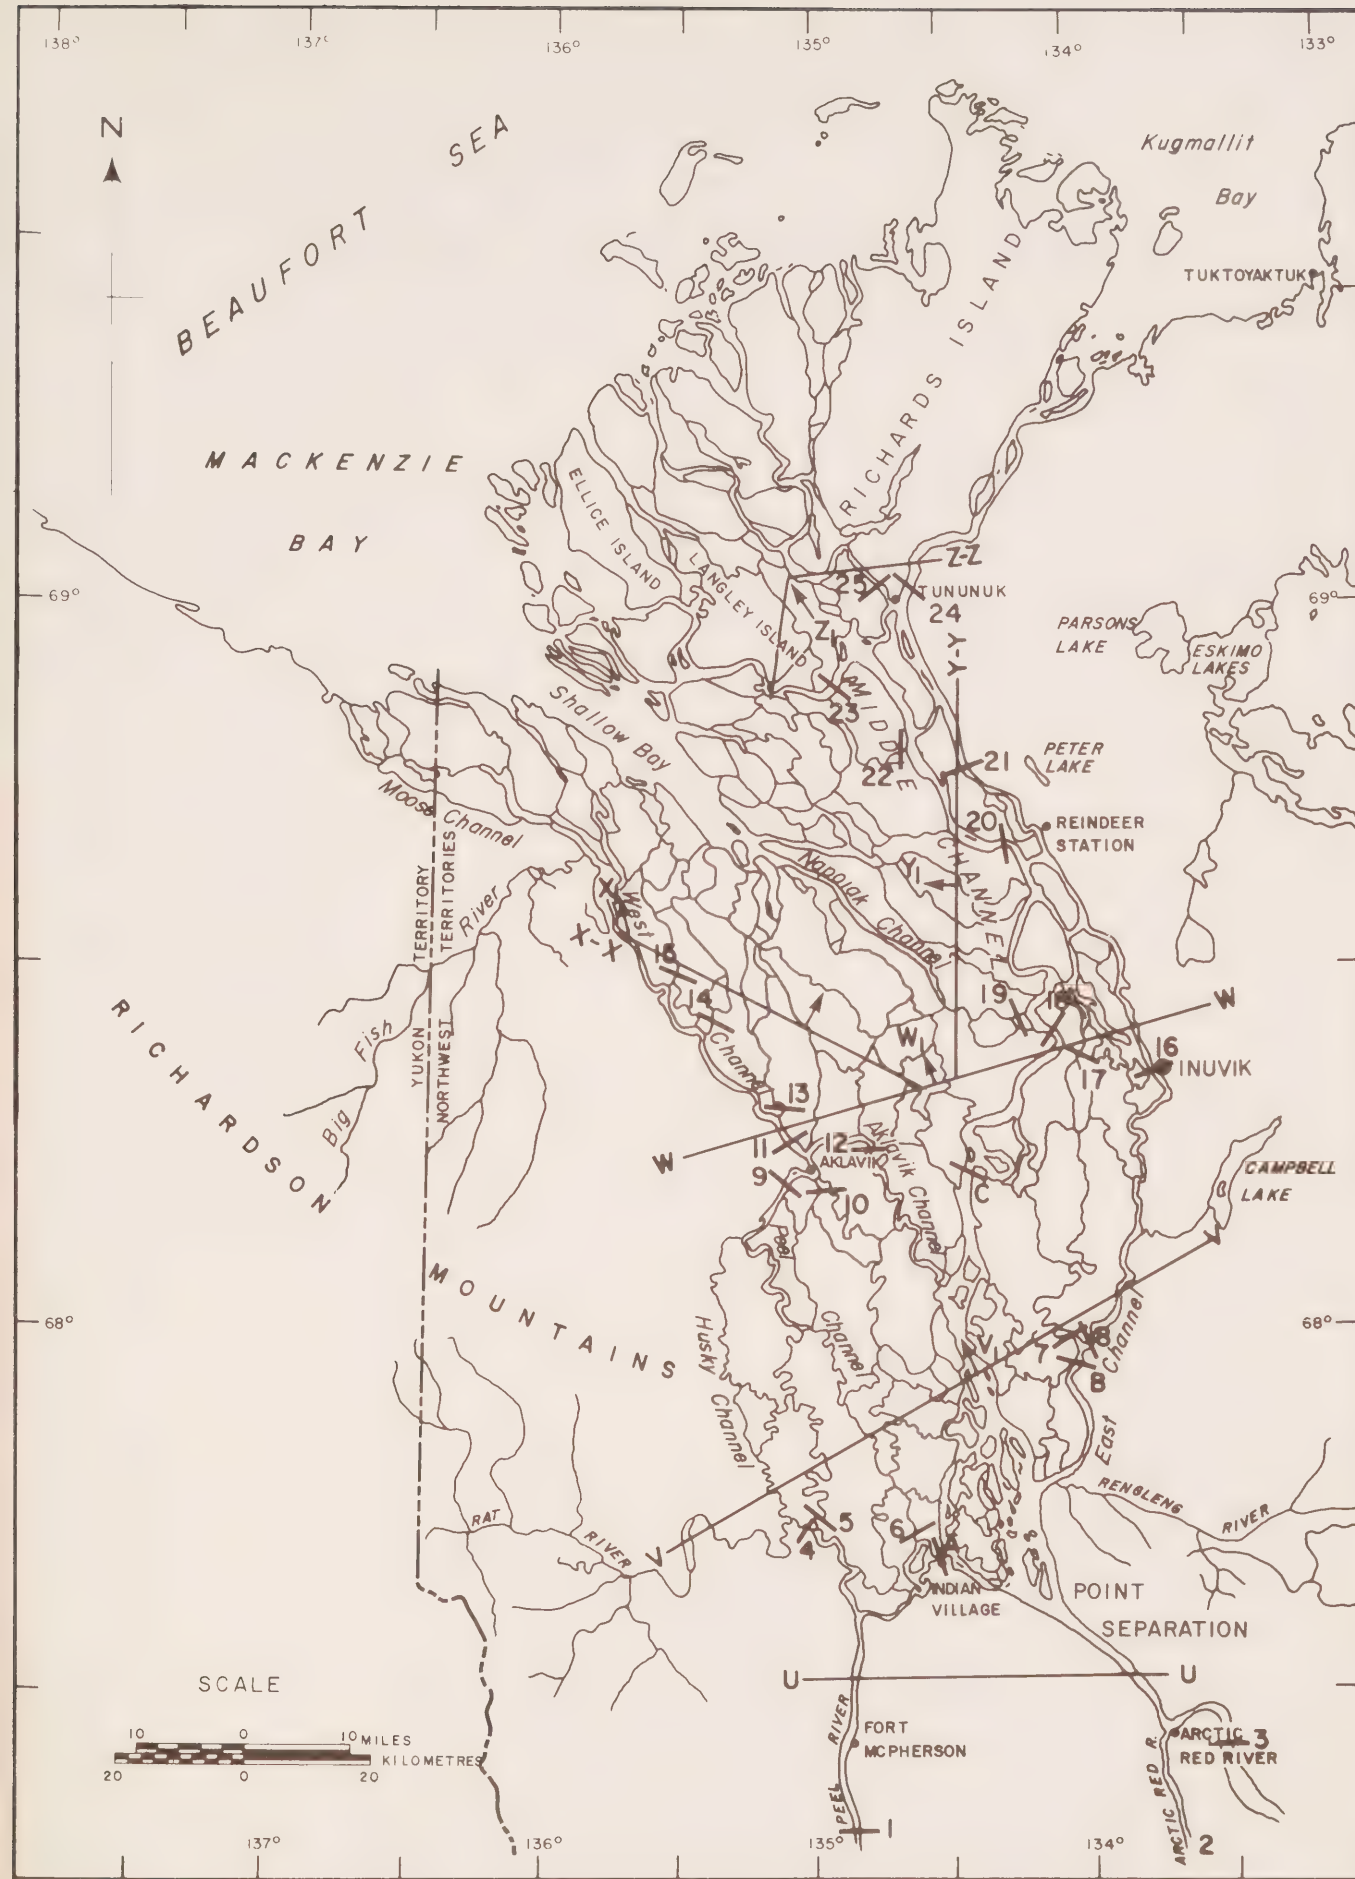 138°
137°
136°
135°
134°
133°
N
BEAUFORT SEA
Kugmallit
Bay
TUKTOYAKTUK
RICHARDS ISLAND
MACKENZIE
BAY
ELLICE ISLAND
LANGLEY ISLAND
Z-Z
25
TUNUNUK
24
69°
69°
Z1
PARSONS
LAKE
ESKIMO
LAKES
Y-Y
23
MIDDLE CHANNEL
Shallow Bay
22
21
PETER
LAKE
Moose Channel
20
REINDEER
STATION
Napoiak Channel
Y1
YUKON TERRITORY
NORTHWEST TERRITORIES
Big Fish River
X1
X-X
West Channel
15
14
19
18
W
W1
16
INUVIK
17
RICHARDSON
MOUNTAINS
13
11
12
W
AKLAVIK
Aklavik Channel
9
10
C
CAMPBELL
LAKE
Peel Channel
V
Husky Channel
68°
68°
V1
7
8
B
East Channel
RENGLENG RIVER
RAT RIVER
V
5
4
6
A
INDIAN
VILLAGE
POINT
SEPARATION
U
U
SCALE
10 0 10 MILES
KILOMETRES
20 0 20
PEEL RIVER
FORT
MCPHERSON
ARCTIC
RED RIVER
3
ARCTIC RED R.
1
2
137°
136°
135°
134°